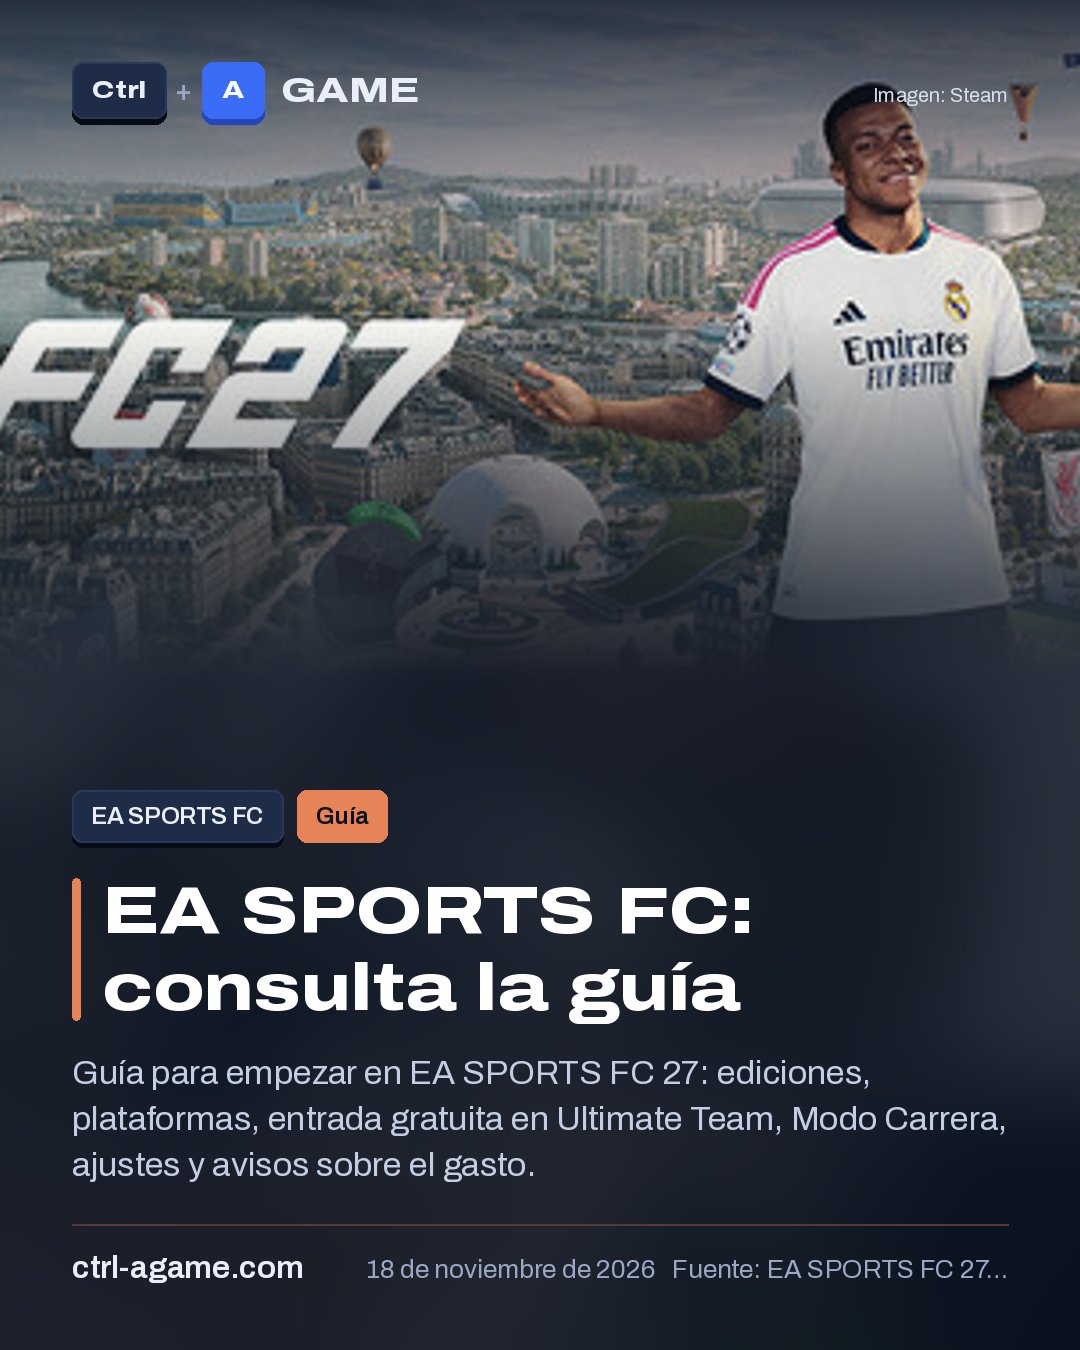 Ctrl + A GAME
Imagen: Steam
FC27
Emirates
FLY BETTER
EA SPORTS FC
Guía
EA SPORTS FC:
consulta la guía
Guía para empezar en EA SPORTS FC 27: ediciones,
plataformas, entrada gratuita en Ultimate Team, Modo Carrera,
ajustes y avisos sobre el gasto.
ctrl-agame.com
18 de noviembre de 2026
Fuente: EA SPORTS FC 27...